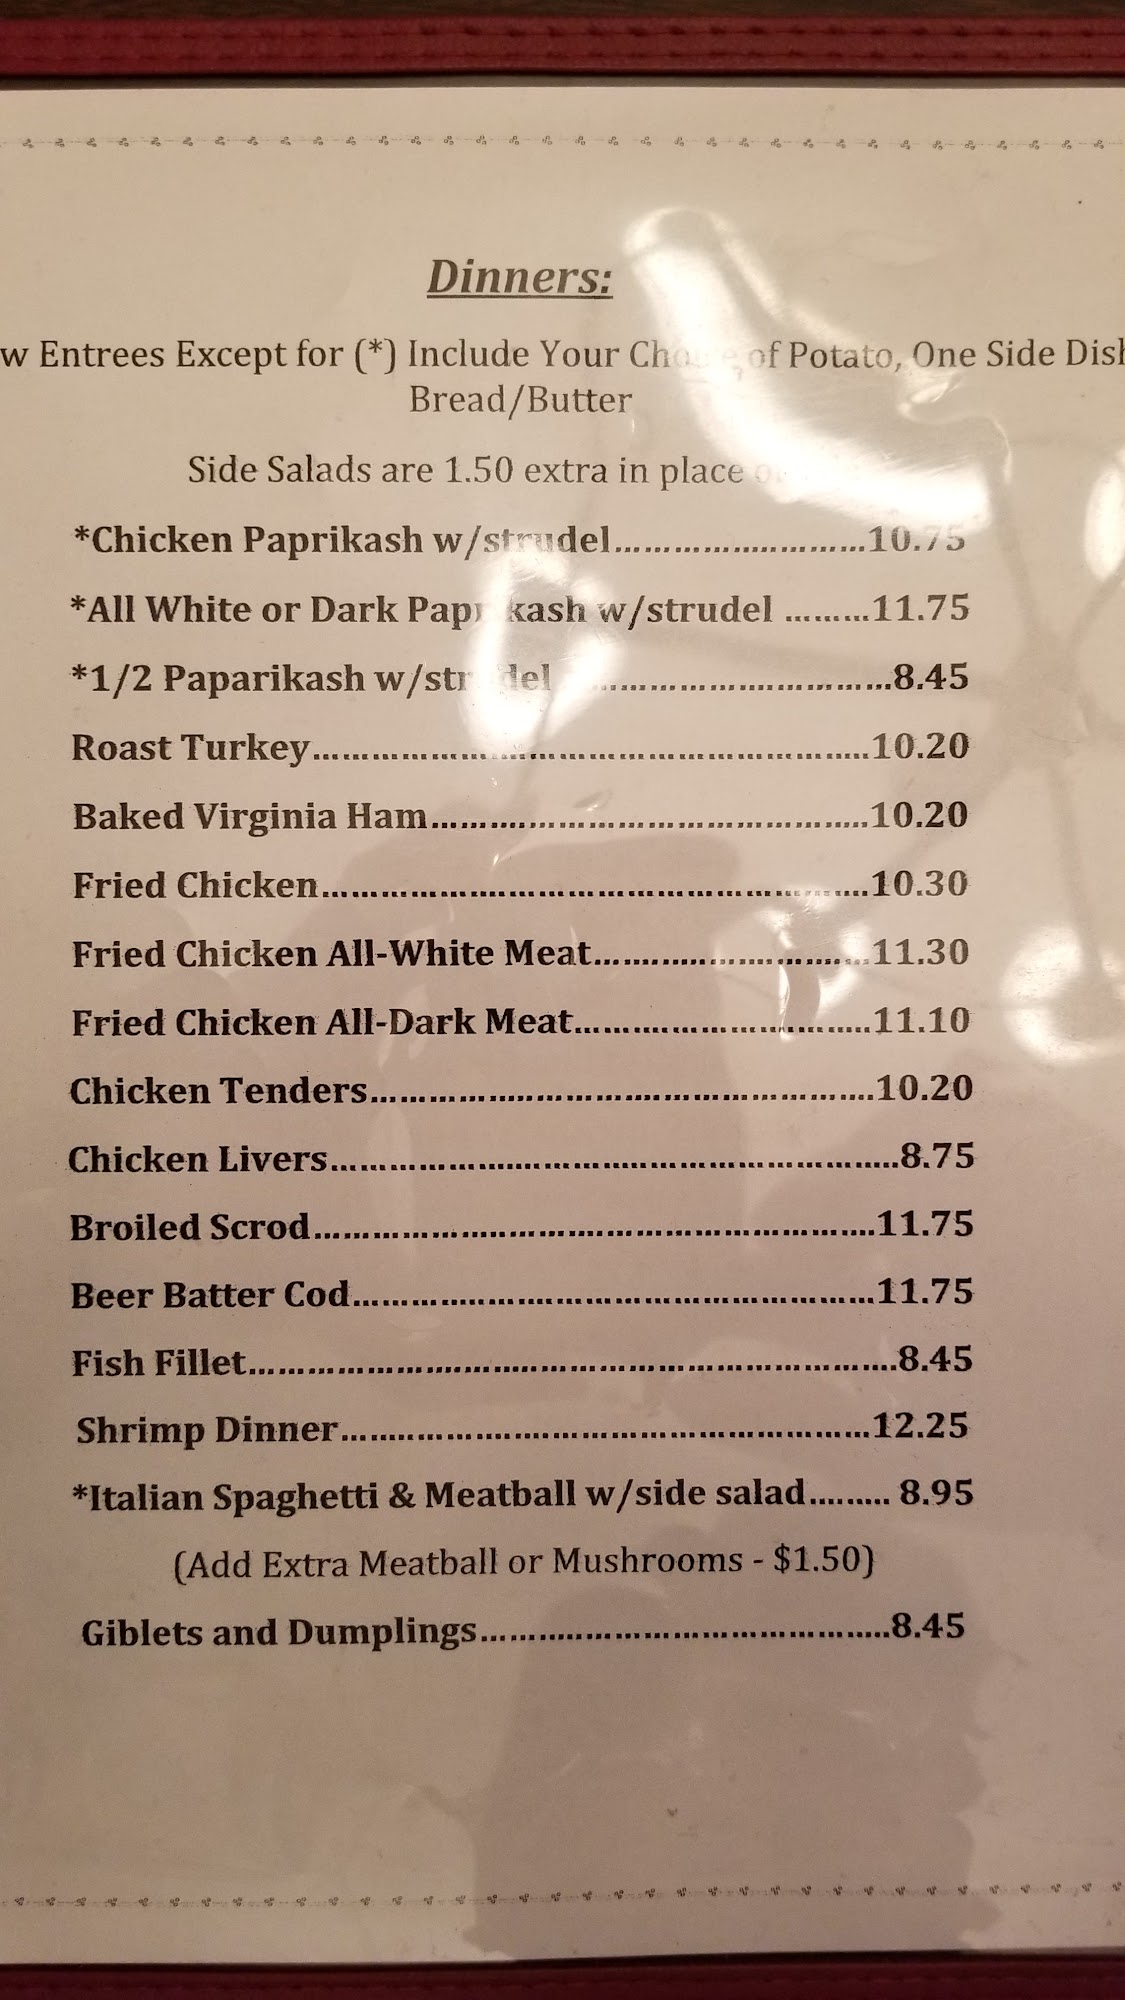 Dinners:
w Entrees Except for (*) Include Your Choice of Potato, One Side Dish
Bread/Butter
Side Salads are 1.50 extra in place
*Chicken Paprikash w/strudel..............................10.75
*All White or Dark Paprikash w/strudel .........11.75
*1/2 Paparikash w/strudel ..............................8.45
Roast Turkey............................................................10.20
Baked Virginia Ham................................................10.20
Fried Chicken............................................................10.30
Fried Chicken All-White Meat..............................11.30
Fried Chicken All-Dark Meat................................11.10
Chicken Tenders......................................................10.20
Chicken Livers............................................................8.75
Broiled Scrod............................................................11.75
Beer Batter Cod.........................................................11.75
Fish Fillet...................................................................8.45
Shrimp Dinner.........................................................12.25
*Italian Spaghetti & Meatball w/side salad......... 8.95
(Add Extra Meatball or Mushrooms - $1.50)
Giblets and Dumplings............................................8.45